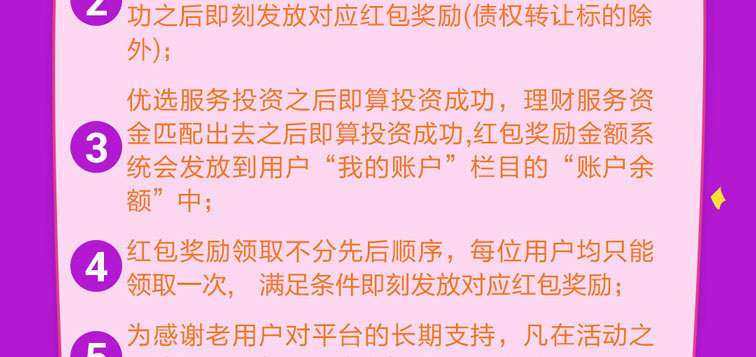 2 功之后即刻发放对应红包奖励(债权转让标的除
外)；
优选服务投资之后即算投资成功，理财服务资
3 金匹配出去之后即算投资成功,红包奖励金额系
统会发放到用户“我的账户”栏目的“账户余
额”中；
4 红包奖励领取不分先后顺序，每位用户均只能
领取一次， 满足条件即刻发放对应红包奖励；
5 为感谢老用户对平台的长期支持，凡在活动之